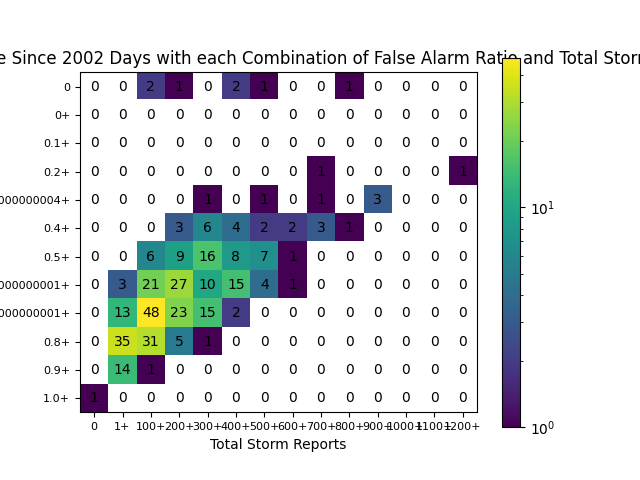 e Since 2002 Days with each Combination of False Alarm Ratio and Total Storm
0 0 0 2 1 0 2 1 0 0 1 0 0 0 0
0+ 0 0 0 0 0 0 0 0 0 0 0 0 0 0
0.1+ 0 0 0 0 0 0 0 0 0 0 0 0 0 0
0.2+ 0 0 0 0 0 0 0 0 1 0 0 0 0 1
000000004+ 0 0 0 0 1 0 1 0 1 0 3 0 0 0
0.4+ 0 0 0 3 6 4 2 2 3 1 0 0 0 0
0.5+ 0 0 6 9 16 8 7 1 0 0 0 0 0 0
000000001+ 0 3 21 27 10 15 4 1 0 0 0 0 0 0
000000001+ 0 13 48 23 15 2 0 0 0 0 0 0 0 0
0.8+ 0 35 31 5 1 0 0 0 0 0 0 0 0 0
0.9+ 0 14 1 0 0 0 0 0 0 0 0 0 0 0
1.0+ 1 0 0 0 0 0 0 0 0 0 0 0 0 0
0 1+ 100+ 200+ 300+ 400+ 500+ 600+ 700+ 800+ 900+ 1000+ 1100+ 1200+
Total Storm Reports
10¹
10⁰